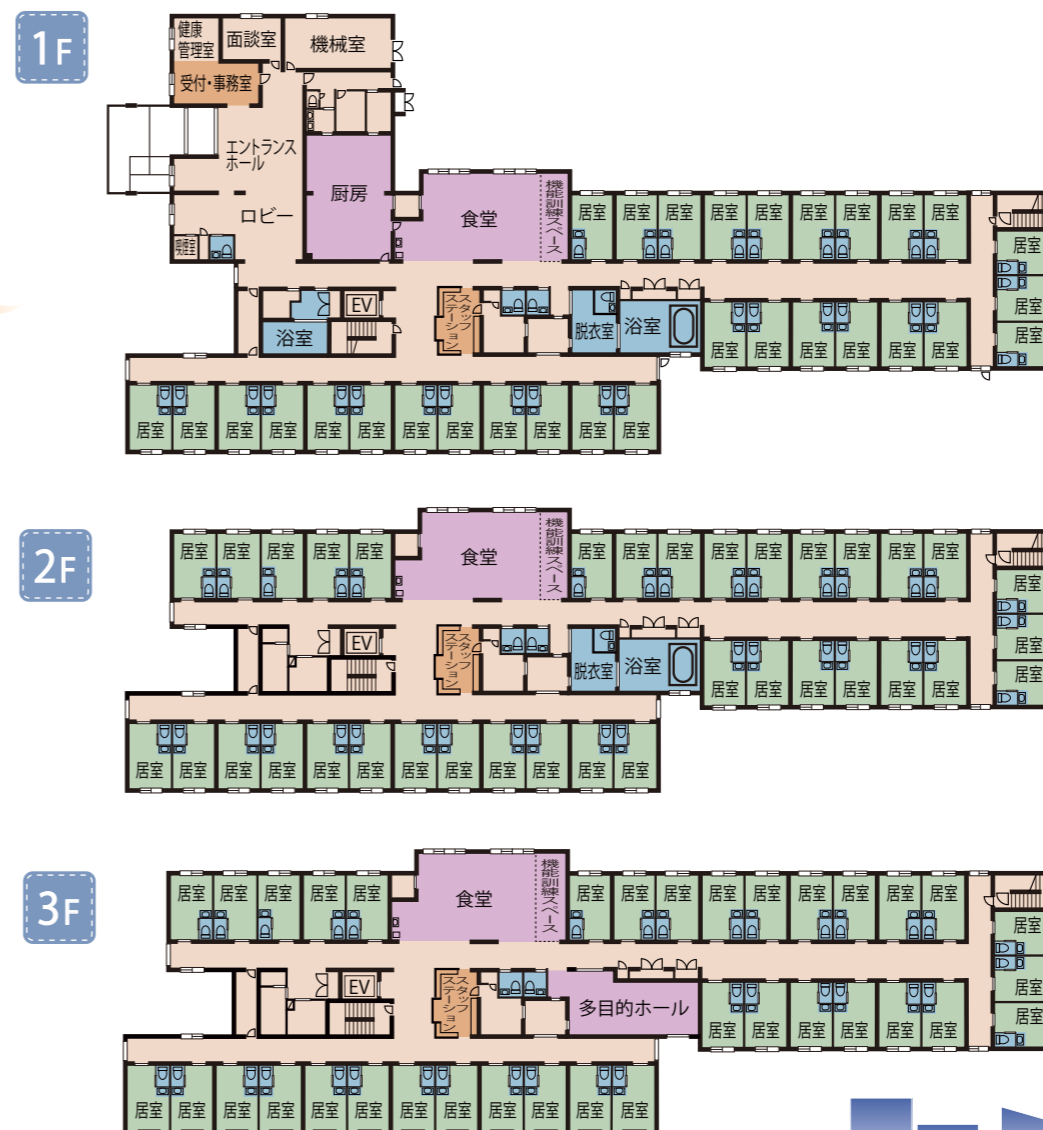 1F
健康
管理室
面談室
機械室
受付・事務室
エントランス
ホール
ロビー
喫煙室
厨房
食堂
機能訓練スペース
居室 居室 居室 居室 居室 居室 居室 居室 居室
居室
居室
居室
EV
浴室
スタッフ
ステーション
脱衣室
浴室
居室 居室 居室 居室 居室 居室
居室 居室 居室 居室 居室 居室 居室 居室 居室 居室 居室 居室
2F
居室 居室 居室 居室 居室
食堂
機能訓練スペース
居室 居室 居室 居室 居室 居室 居室 居室 居室
居室
居室
居室
EV
スタッフ
ステーション
脱衣室
浴室
居室 居室 居室 居室 居室 居室
居室 居室 居室 居室 居室 居室 居室 居室 居室 居室 居室 居室
3F
居室 居室 居室 居室 居室
食堂
機能訓練スペース
居室 居室 居室 居室 居室 居室 居室 居室 居室
居室
居室
居室
EV
スタッフ
ステーション
多目的ホール
居室 居室 居室 居室 居室 居室
居室 居室 居室 居室 居室 居室 居室 居室 居室 居室 居室 居室